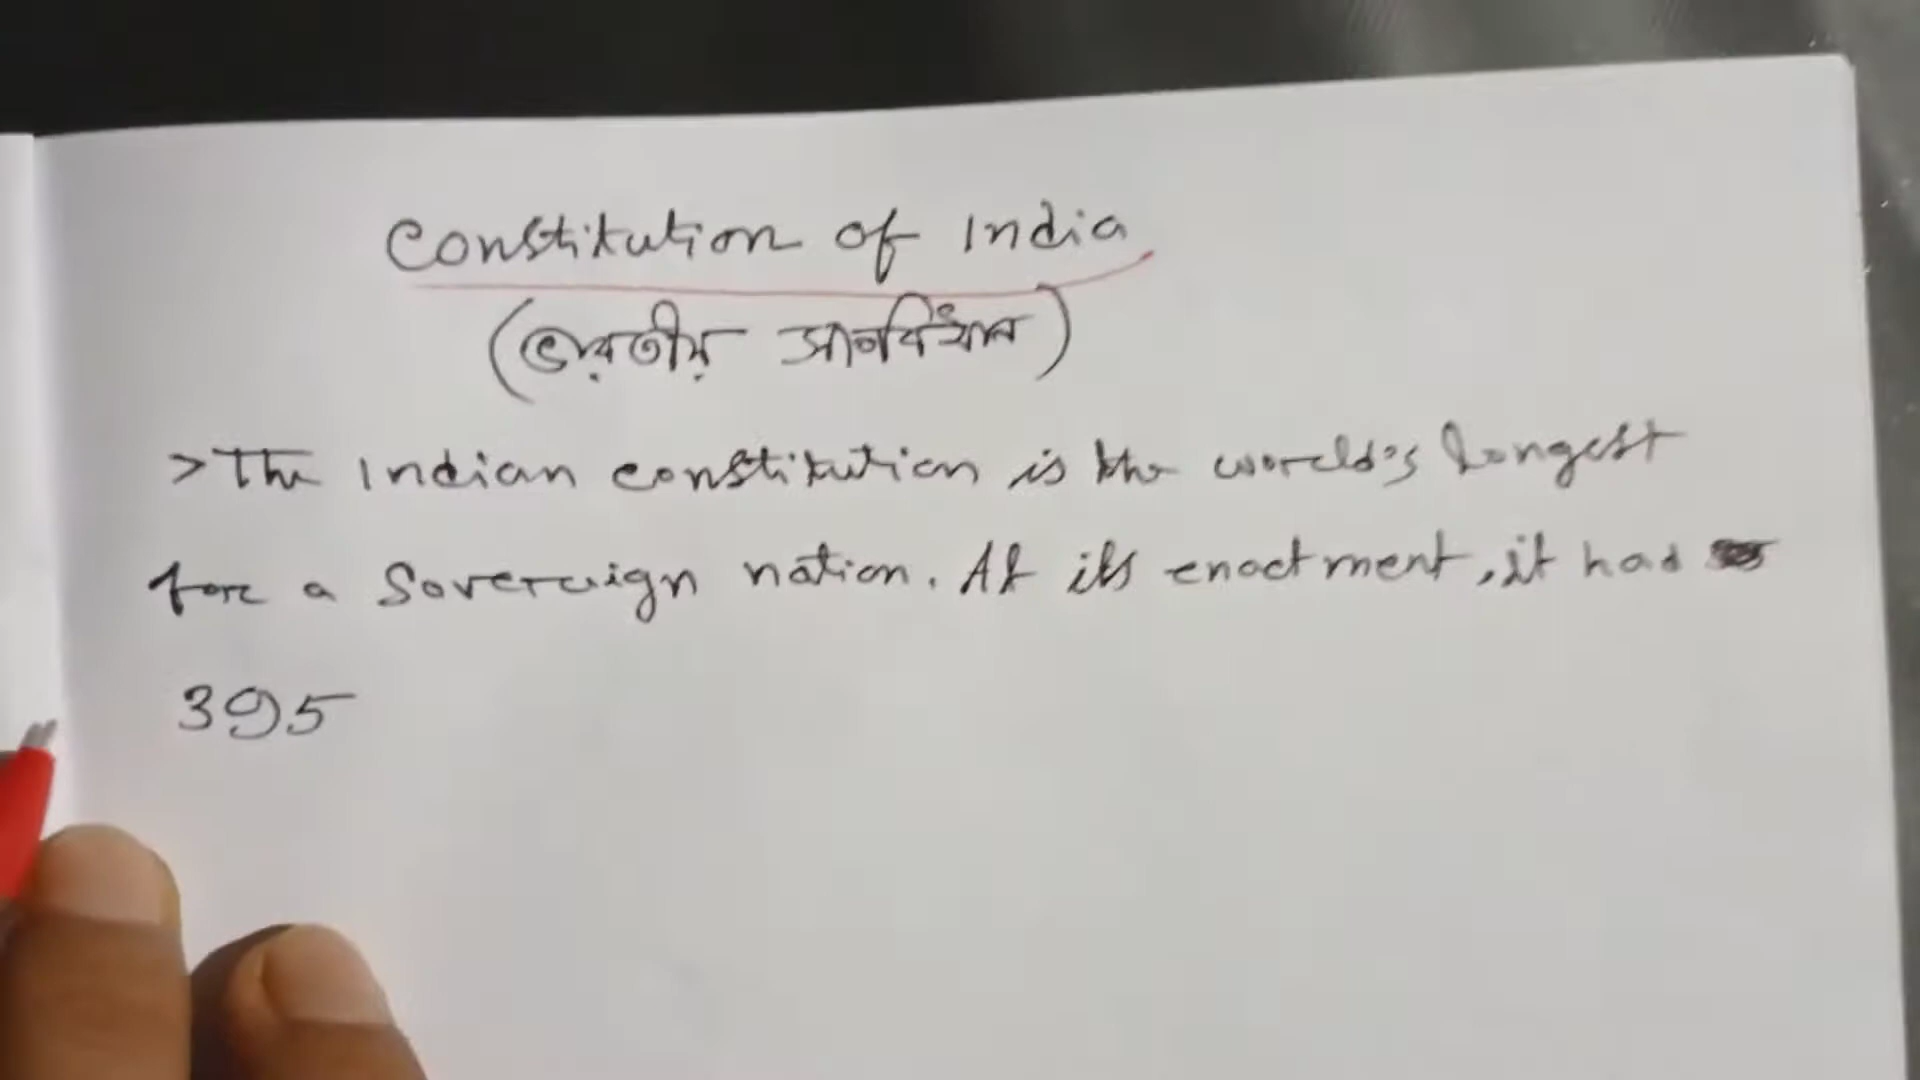 Constitution of India
(ভারতীয় সানবিধান)
> The Indian constitution is the world's longest
for a Sovereign nation. At its enactment, it had
395